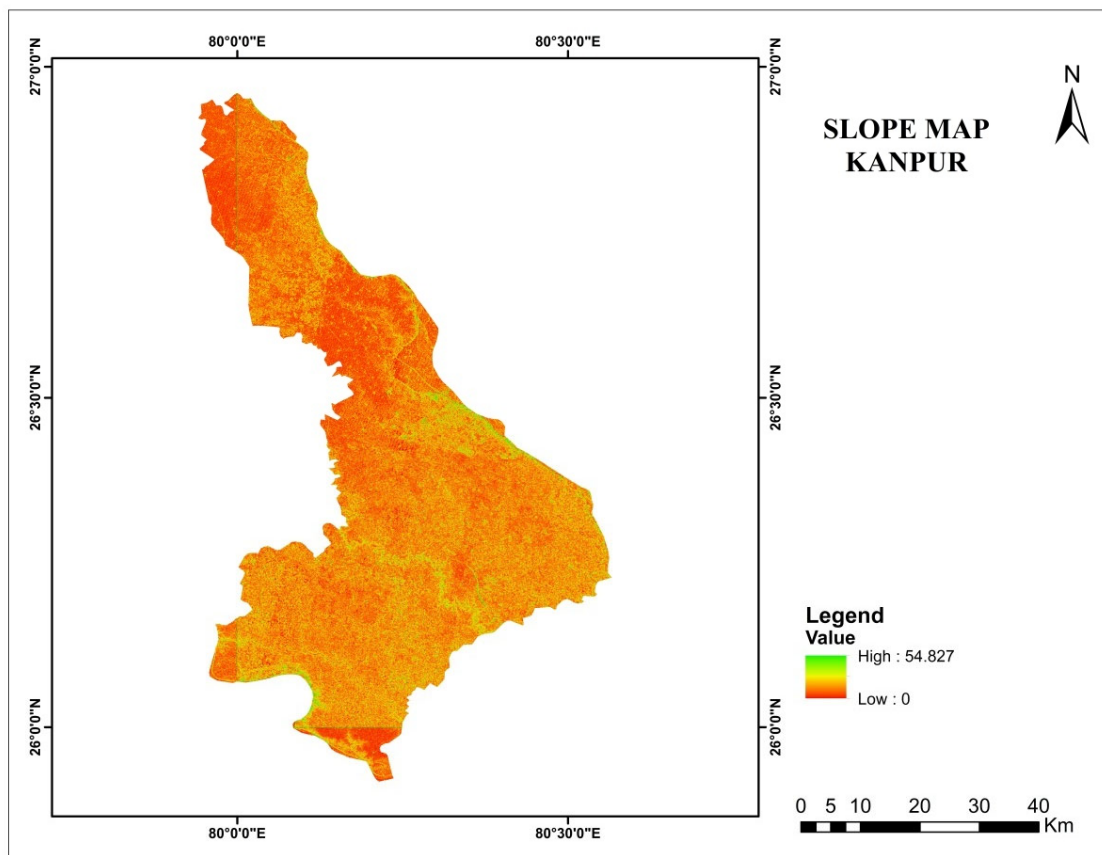 80°0'0"E 80°30'0"E
27°0'0"N 27°0'0"N
N
SLOPE MAP
KANPUR
26°30'0"N 26°30'0"N
Legend
Value
High : 54.827
Low : 0
26°0'0"N 26°0'0"N
0 5 10 20 30 40
Km
80°0'0"E 80°30'0"E